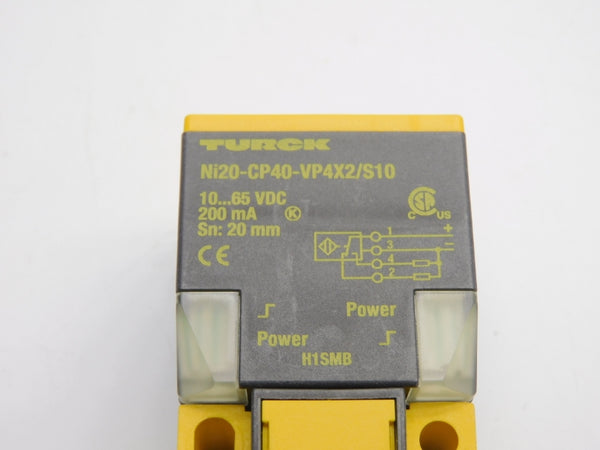 TURCK
Ni20-CP40-VP4X2/S10
10...65 VDC
200 mA K
Sn: 20 mm
CE
C SA US
1 +
3 -
4
2
Power
Power
H1SMB